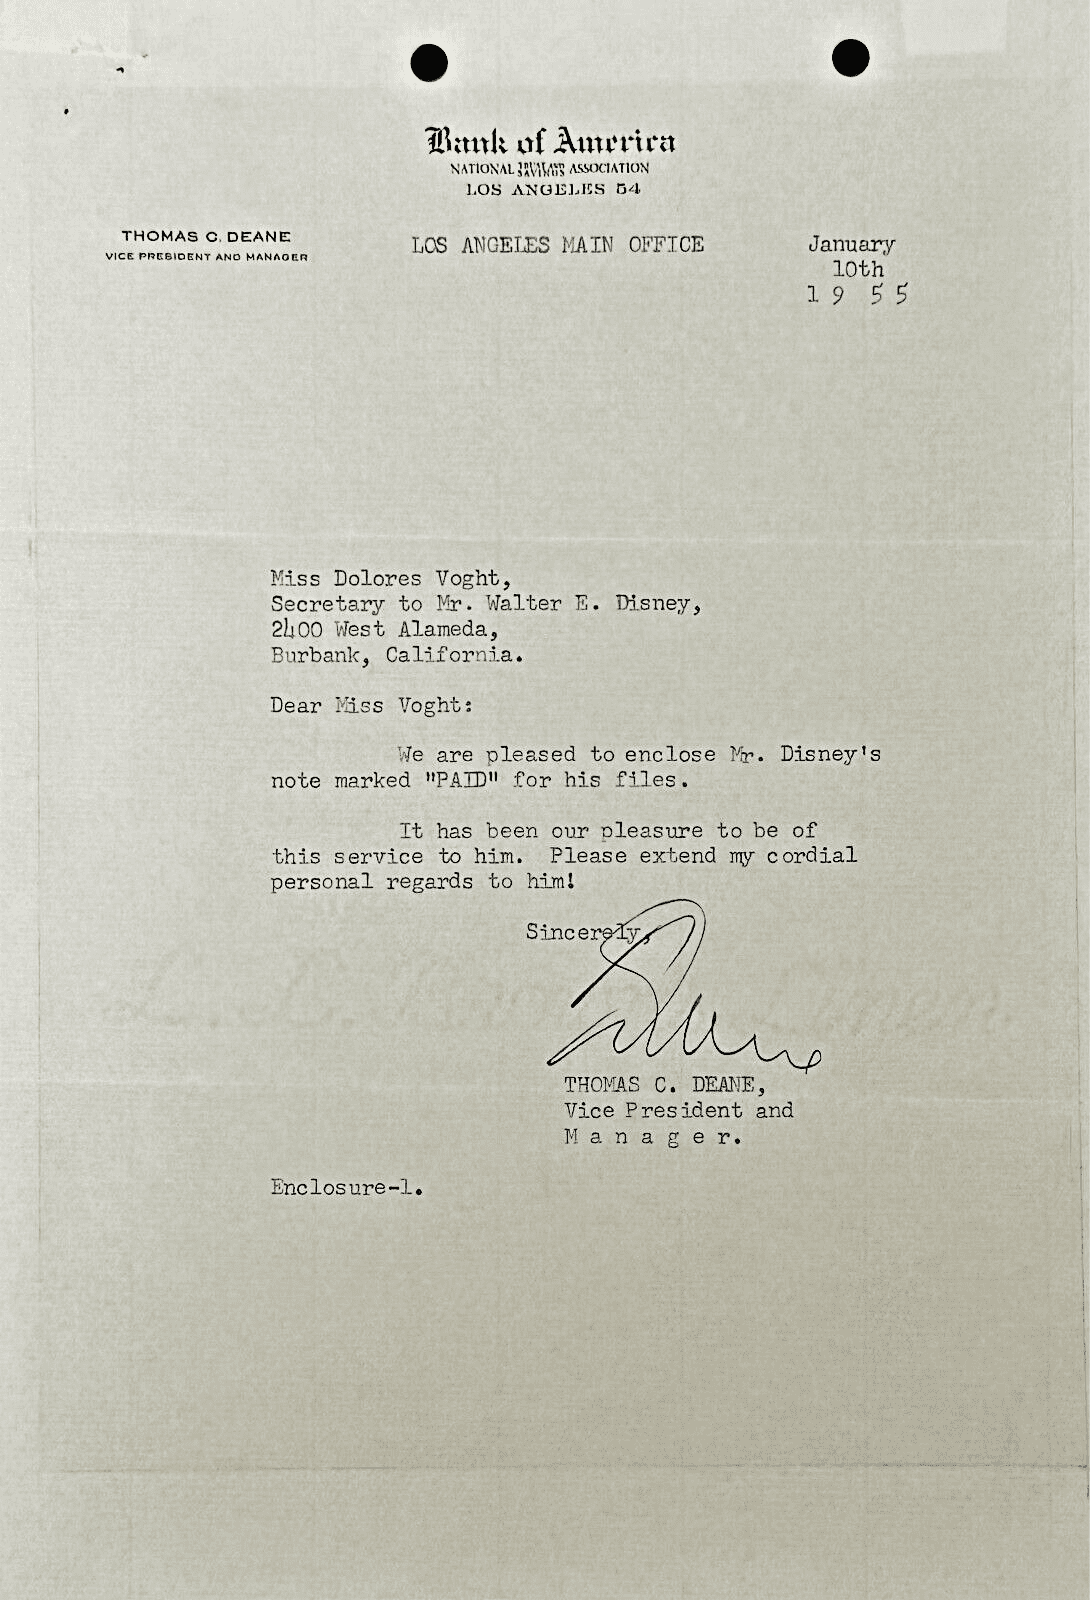 Bank of America
NATIONAL TRUST AND SAVINGS ASSOCIATION
LOS ANGELES 54
THOMAS C. DEANE
VICE PRESIDENT AND MANAGER
LOS ANGELES MAIN OFFICE
January
10th
1 9 5 5
Miss Dolores Voght,
Secretary to Mr. Walter E. Disney,
2400 West Alameda,
Burbank, California.
Dear Miss Voght:
We are pleased to enclose Mr. Disney's
note marked "PAID" for his files.
It has been our pleasure to be of
this service to him. Please extend my cordial
personal regards to him!
Sincerely,
THOMAS C. DEANE,
Vice President and
M a n a g e r.
Enclosure-1.